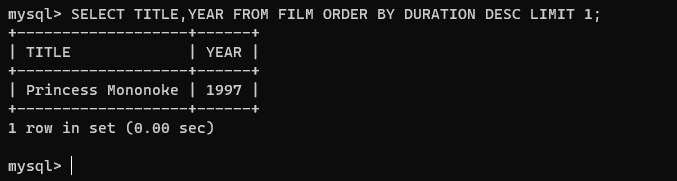 mysql> SELECT TITLE,YEAR FROM FILM ORDER BY DURATION DESC LIMIT 1;
+------------------+------+
| TITLE            | YEAR |
+------------------+------+
| Princess Mononoke | 1997 |
+------------------+------+
1 row in set (0.00 sec)
mysql>